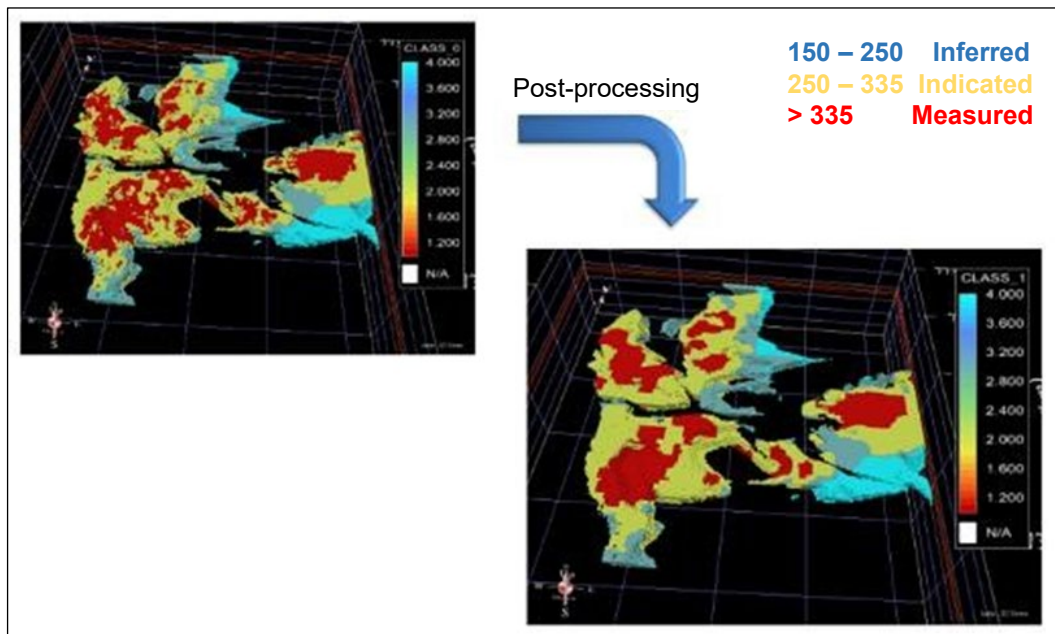 CLASS_0
4.000
3.600
3.200
2.800
2.400
2.000
1.600
1.200
N/A
Post-processing
150 – 250 Inferred
250 – 335 Indicated
> 335 Measured
CLASS_1
4.000
3.600
3.200
2.800
2.400
2.000
1.600
1.200
N/A
S